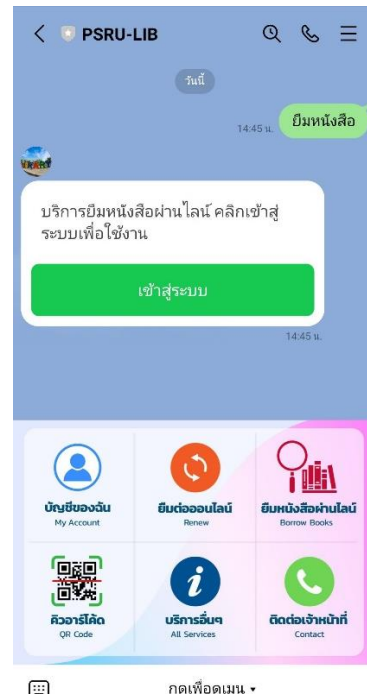 PSRU-LIB
วันนี้
14:45 น.
ยืมหนังสือ
บริการยืมหนังสือผ่านไลน์ คลิกเข้าสู่
ระบบเพื่อใช้งาน
เข้าสู่ระบบ
14:45 น.
บัญชีของฉัน
My Account
ยืมต่อออนไลน์
Renew
ยืมหนังสือผ่านไลน์
Borrow Books
คิวอาร์โค้ด
QR Code
บริการอื่นๆ
All Services
ติดต่อเจ้าหน้าที่
Contact
กดเพื่อดูเมนู